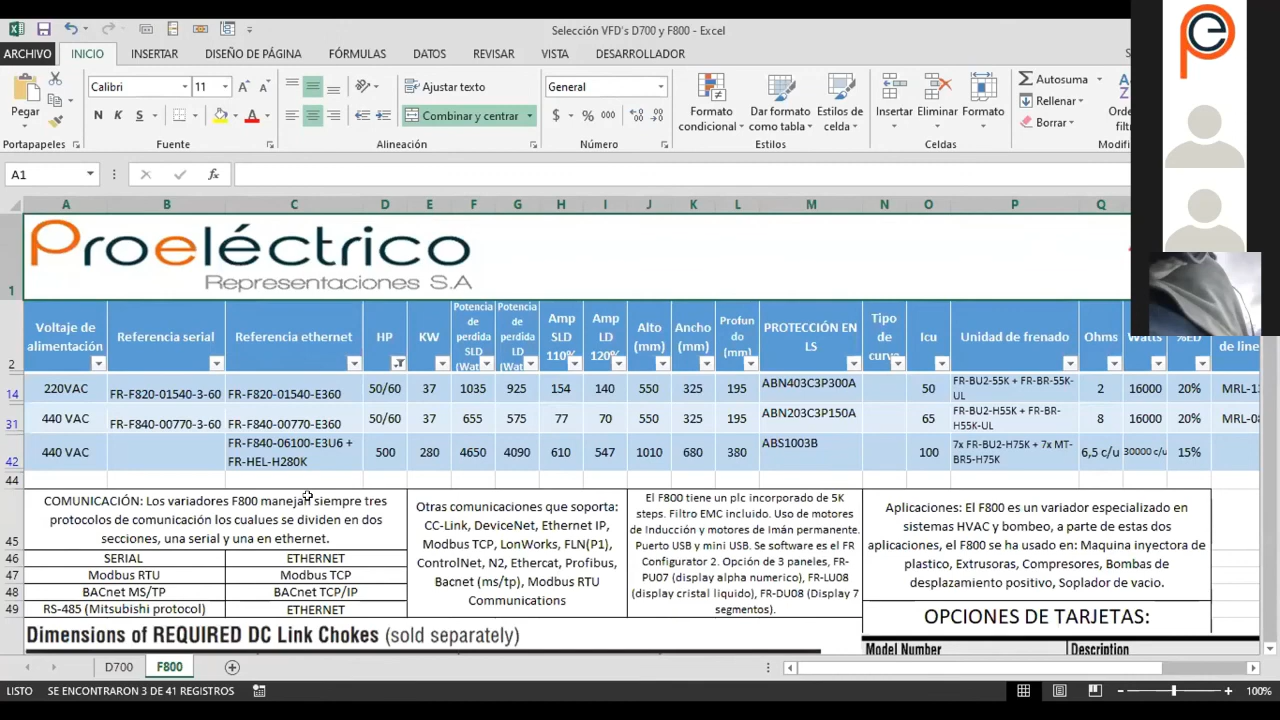 Selección VFD's D700 y F800 - Excel
ARCHIVO INICIO INSERTAR DISEÑO DE PÁGINA FÓRMULAS DATOS REVISAR VISTA DESARROLLADOR
Pegar
Calibri 11
N K S
A A
Ajustar texto
Combinar y centrar
General
$ % 000
Formato condicional
Dar formato como tabla
Estilos de celda
Insertar Eliminar Formato
Autosuma
Rellenar
Borrar
Portapapeles Fuente Alineación Número Estilos Celdas
A1 fx
A B C D E F G H I J K L M N O P Q
1
Proeléctrico
Representaciones S.A
2
Voltaje de alimentación Referencia serial Referencia ethernet HP KW Potencia de perdida SLD Potencia de perdida LD Amp SLD 110% Amp LD 120% Alto (mm) Ancho (mm) Profundo (mm) PROTECCIÓN EN LS Tipo de curva Icu Unidad de frenado Ohms Watts %ED de line
14 220VAC FR-F820-01540-3-60 FR-F820-01540-E360 50/60 37 1035 925 154 140 550 325 195 ABN403C3P300A 50 FR-BU2-55K + FR-BR-55K-UL 2 16000 20%
31 440 VAC FR-F840-00770-3-60 FR-F840-00770-E360 50/60 37 655 575 77 70 550 325 195 ABN203C3P150A 65 FR-BU2-H55K + FR-BR-H55K-UL 8 16000 20%
42 440 VAC FR-F840-06100-E3U6 + FR-HEL-H280K 500 280 4650 4090 610 547 1010 680 380 ABS1003B 100 7x FR-BU2-H75K + 7x MT-BR5-H75K 6,5 c/u 30000 c/u 15%
44
45
COMUNICACIÓN: Los variadores F800 manejan siempre tres
protocolos de comunicación los cualues se dividen en dos
secciones, una serial y una en ethernet.
46 SERIAL ETHERNET
47 Modbus RTU Modbus TCP
48 BACnet MS/TP BACnet TCP/IP
49 RS-485 (Mitsubishi protocol) ETHERNET
Otras comunicaciones que soporta:
CC-Link, DeviceNet, Ethernet IP,
Modbus TCP, LonWorks, FLN(P1),
ControlNet, N2, Ethercat, Profibus,
Bacnet (ms/tp), Modbus RTU
Communications
El F800 tiene un plc incorporado de 5K
steps. Filtro EMC incluido. Uso de motores
de Inducción y motores de Imán permanente.
Puerto USB y mini USB. Se software es el FR
Configurator 2. Opción de 3 paneles, FR-
PU07 (display alpha numerico), FR-LU08
(display cristal liquido), FR-DU08 (Display 7
segmentos).
Aplicaciones: El F800 es un variador especializado en
sistemas HVAC y bombeo, a parte de estas dos
aplicaciones, el F800 se ha usado en: Maquina inyectora de
plastico, Extrusoras, Compresores, Bombas de
desplazamiento positivo, Soplador de vacio.
OPCIONES DE TARJETAS:
Dimensions of REQUIRED DC Link Chokes (sold separately)
Model Number Description
D700 F800
LISTO SE ENCONTRARON 3 DE 41 REGISTROS 100%